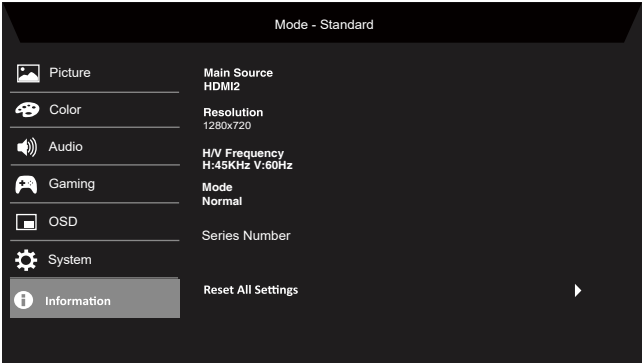 Mode - Standard
Picture
Color
Audio
Gaming
OSD
System
Information
Main Source
HDMI2
Resolution
1280x720
H/V Frequency
H:45KHz V:60Hz
Mode
Normal
Series Number
Reset All Settings